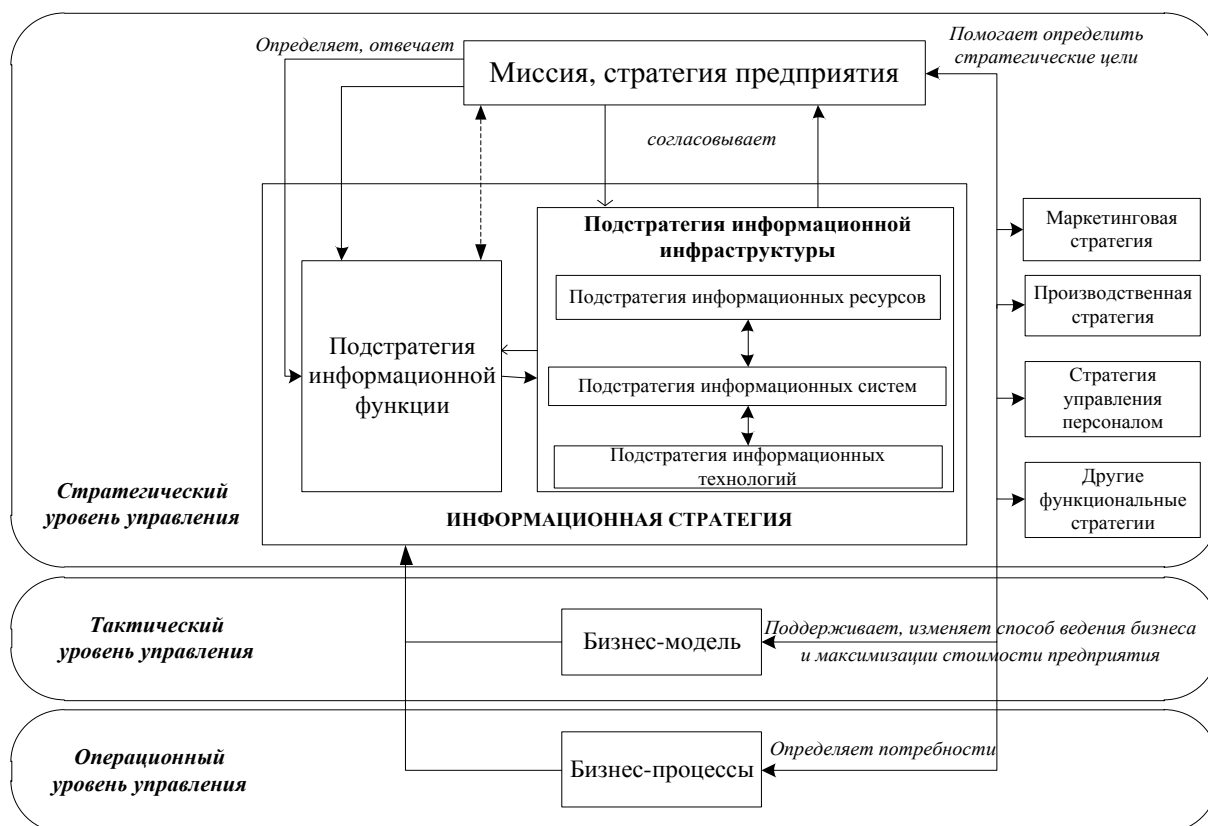 Определяет, отвечает
Помогает определить
стратегические цели
Миссия, стратегия предприятия
согласовывает
Подстратегия информационной
инфраструктуры
Подстратегия информационных ресурсов
Подстратегия информационных систем
Подстратегия информационных
технологий
Подстратегия
информационной
функции
ИНФОРМАЦИОННАЯ СТРАТЕГИЯ
Маркетинговая
стратегия
Производственная
стратегия
Стратегия
управления
персоналом
Другие
функциональные
стратегии
Стратегический
уровень управления
Тактический
уровень управления
Бизнес-модель
Поддерживает, изменяет способ ведения бизнеса
и максимизации стоимости предприятия
Операционный
уровень управления
Бизнес-процессы
Определяет потребности